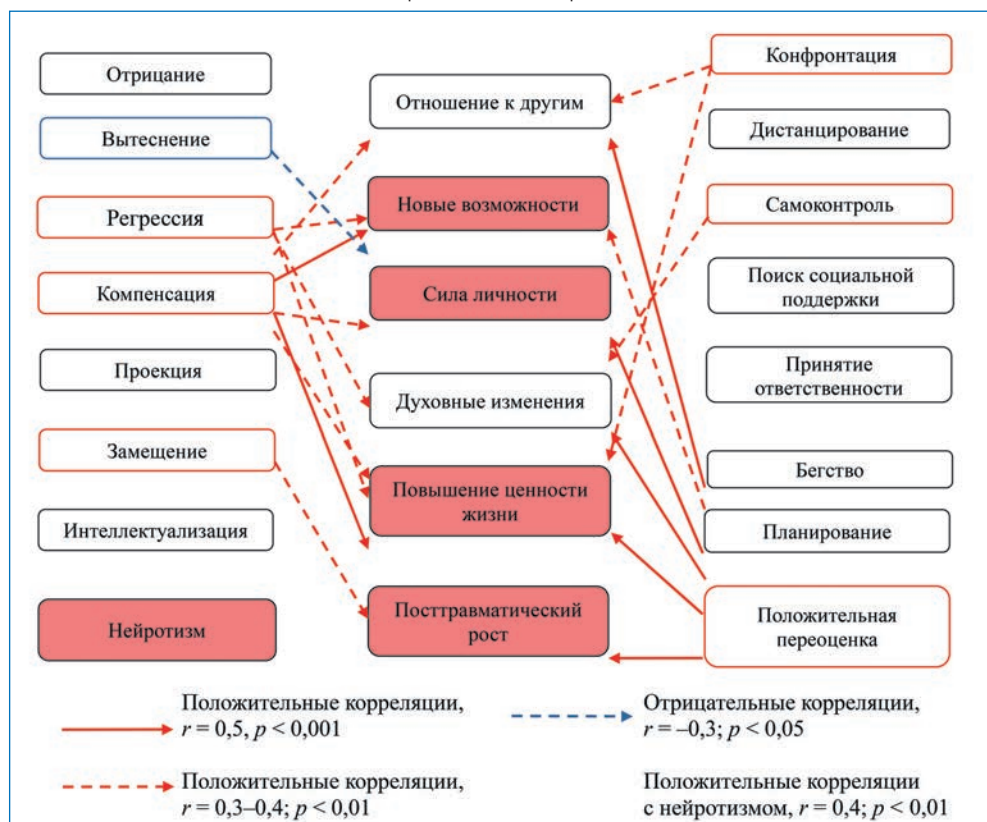 Отрицание
Вытеснение
Регрессия
Компенсация
Проекция
Замещение
Интеллектуализация
Нейротизм
Отношение к другим
Новые возможности
Сила личности
Духовные изменения
Повышение ценности
жизни
Посттравматический
рост
Конфронтация
Дистанцирование
Самоконтроль
Поиск социальной
поддержки
Принятие
ответственности
Бегство
Планирование
Положительная
переоценка
Положительные корреляции,
r = 0,5, p < 0,001
Положительные корреляции,
r = 0,3–0,4; p < 0,01
Отрицательные корреляции,
r = –0,3; p < 0,05
Положительные корреляции
с нейротизмом, r = 0,4; p < 0,01